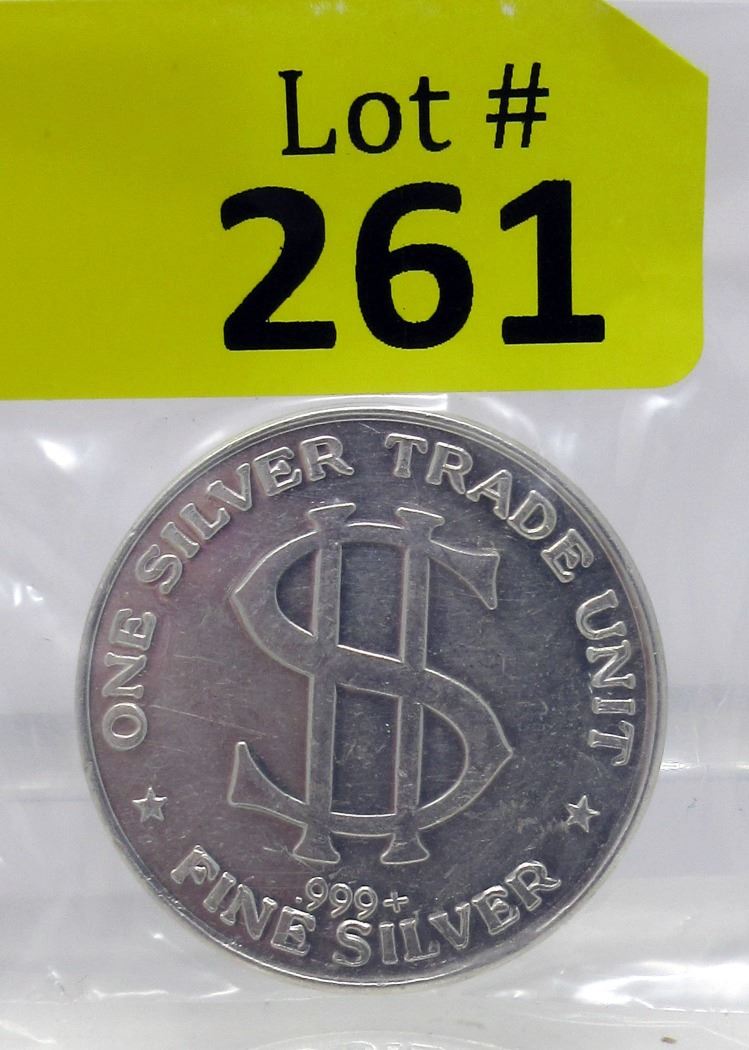 Lot #
261
ONE SILVER TRADE UNIT
$
.999+
FINE SILVER